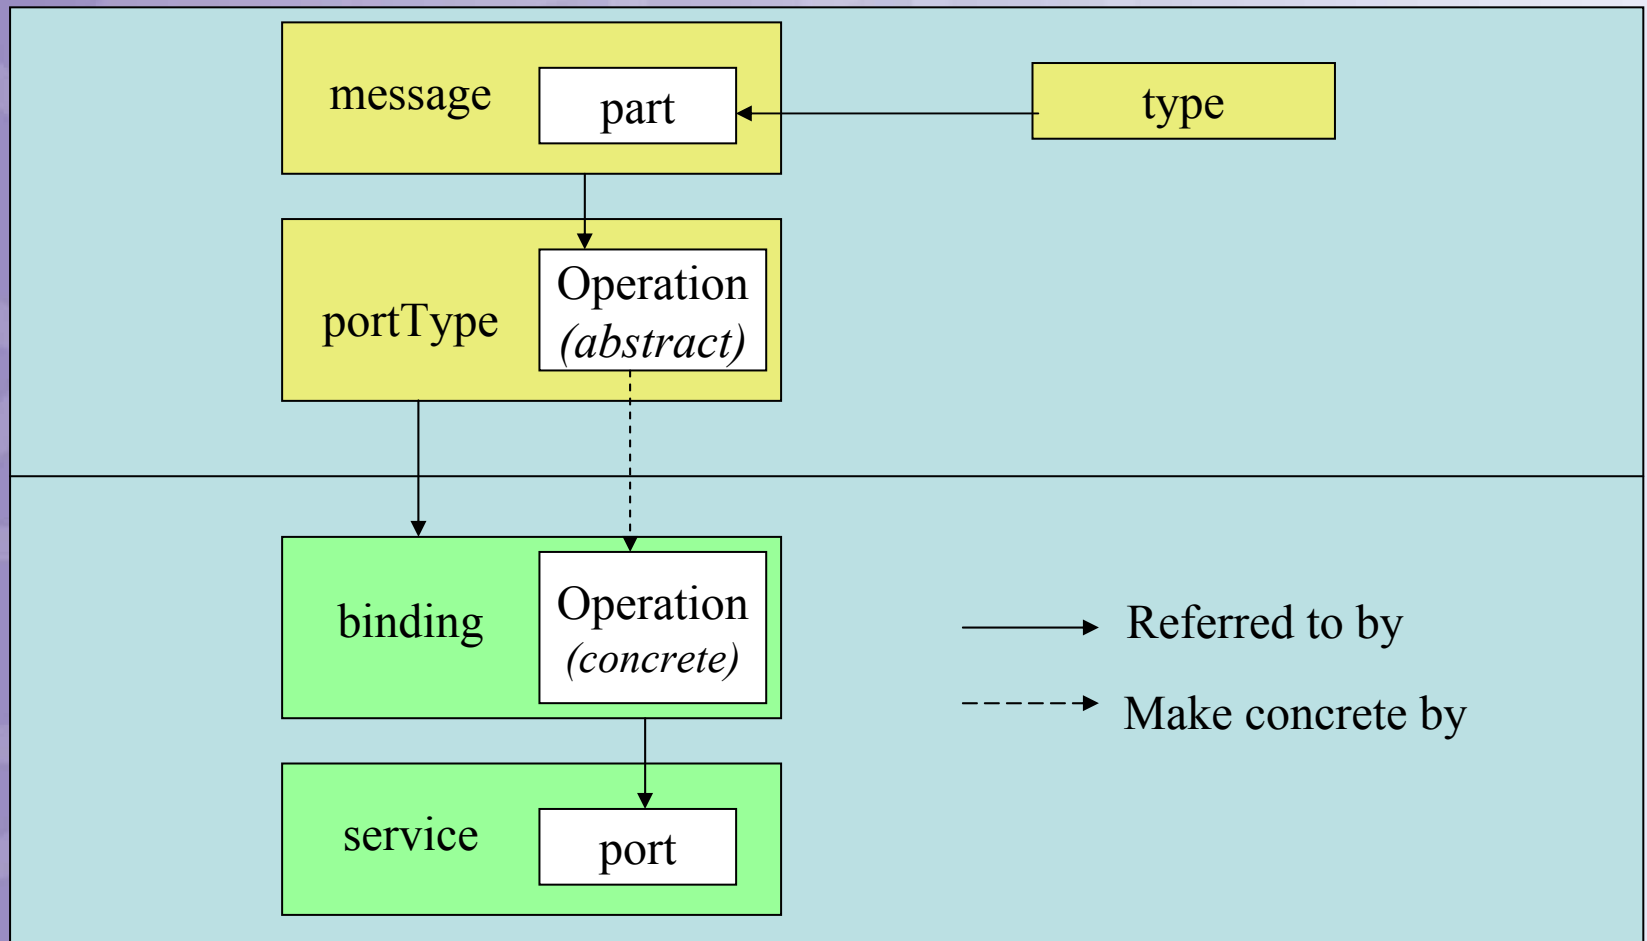 message
part
type
portType
Operation
(abstract)
binding
Operation
(concrete)
Referred to by
Make concrete by
service
port